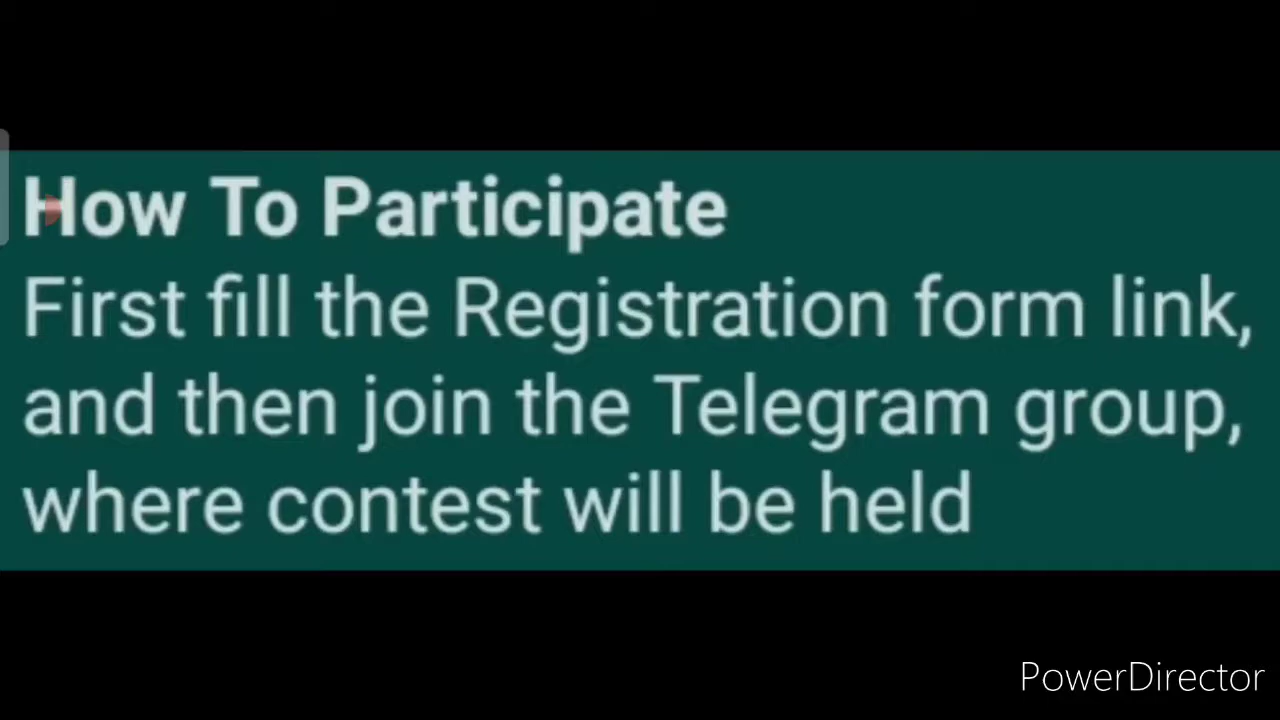 How To Participate
First fill the Registration form link,
and then join the Telegram group,
where contest will be held
PowerDirector